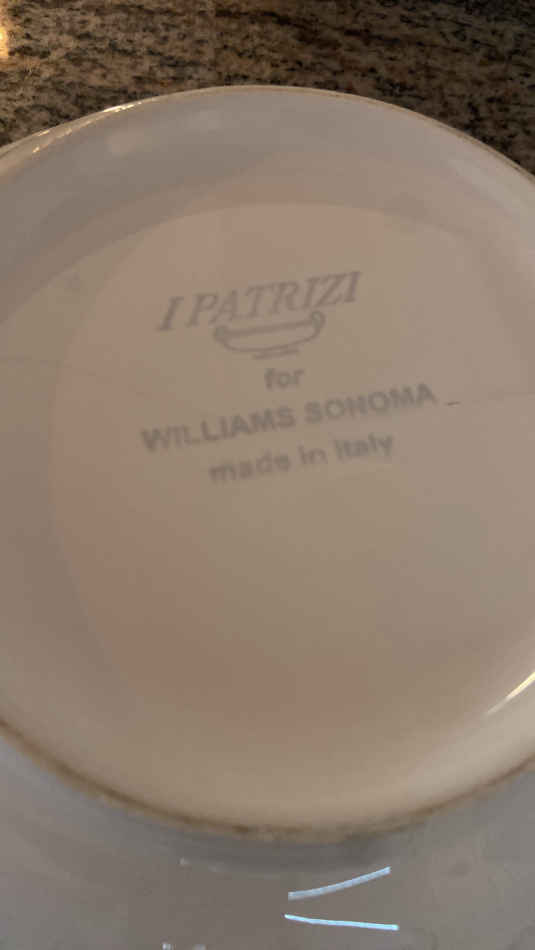 I PATRIZI
for
WILLIAMS SONOMA
made in italy